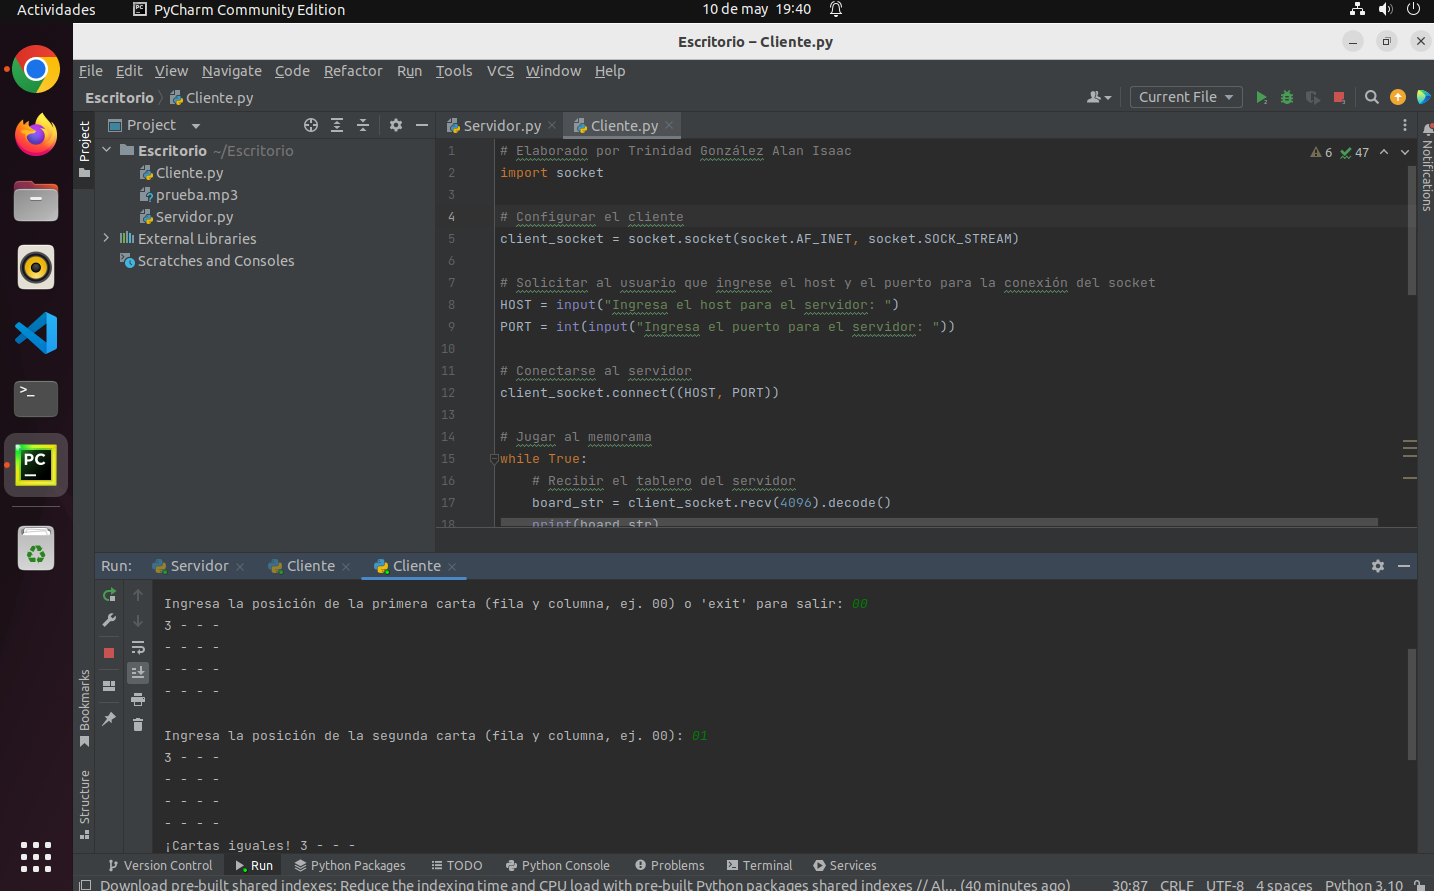 Actividades
PyCharm Community Edition
10 de may 19:40
Escritorio – Cliente.py
File Edit View Navigate Code Refactor Run Tools VCS Window Help
Escritorio Cliente.py
Current File
Project
Project
Escritorio ~/Escritorio
Cliente.py
prueba.mp3
Servidor.py
External Libraries
Scratches and Consoles
Servidor.py
Cliente.py
6 47
Notifications
1 # Elaborado por Trinidad González Alan Isaac
2 import socket
3
4 # Configurar el cliente
5 client_socket = socket.socket(socket.AF_INET, socket.SOCK_STREAM)
6
7 # Solicitar al usuario que ingrese el host y el puerto para la conexión del socket
8 HOST = input("Ingresa el host para el servidor: ")
9 PORT = int(input("Ingresa el puerto para el servidor: "))
10
11 # Conectarse al servidor
12 client_socket.connect((HOST, PORT))
13
14 # Jugar al memorama
15 while True:
16 # Recibir el tablero del servidor
17 board_str = client_socket.recv(4096).decode()
18 print(board_str)
Run: Servidor Cliente Cliente
Ingresa la posición de la primera carta (fila y columna, ej. 00) o 'exit' para salir: 00
3 - - -
- - - -
- - - -
- - - -
Ingresa la posición de la segunda carta (fila y columna, ej. 00): 01
3 - - -
- - - -
- - - -
- - - -
¡Cartas iguales! 3 - - -
Bookmarks
Structure
Version Control Run Python Packages TODO Python Console Problems Terminal Services
Download pre-built shared indexes: Reduce the indexing time and CPU load with pre-built Python packages shared indexes // Al... (40 minutes ago) 30:87 CRLF UTF-8 4 spaces Python 3.10